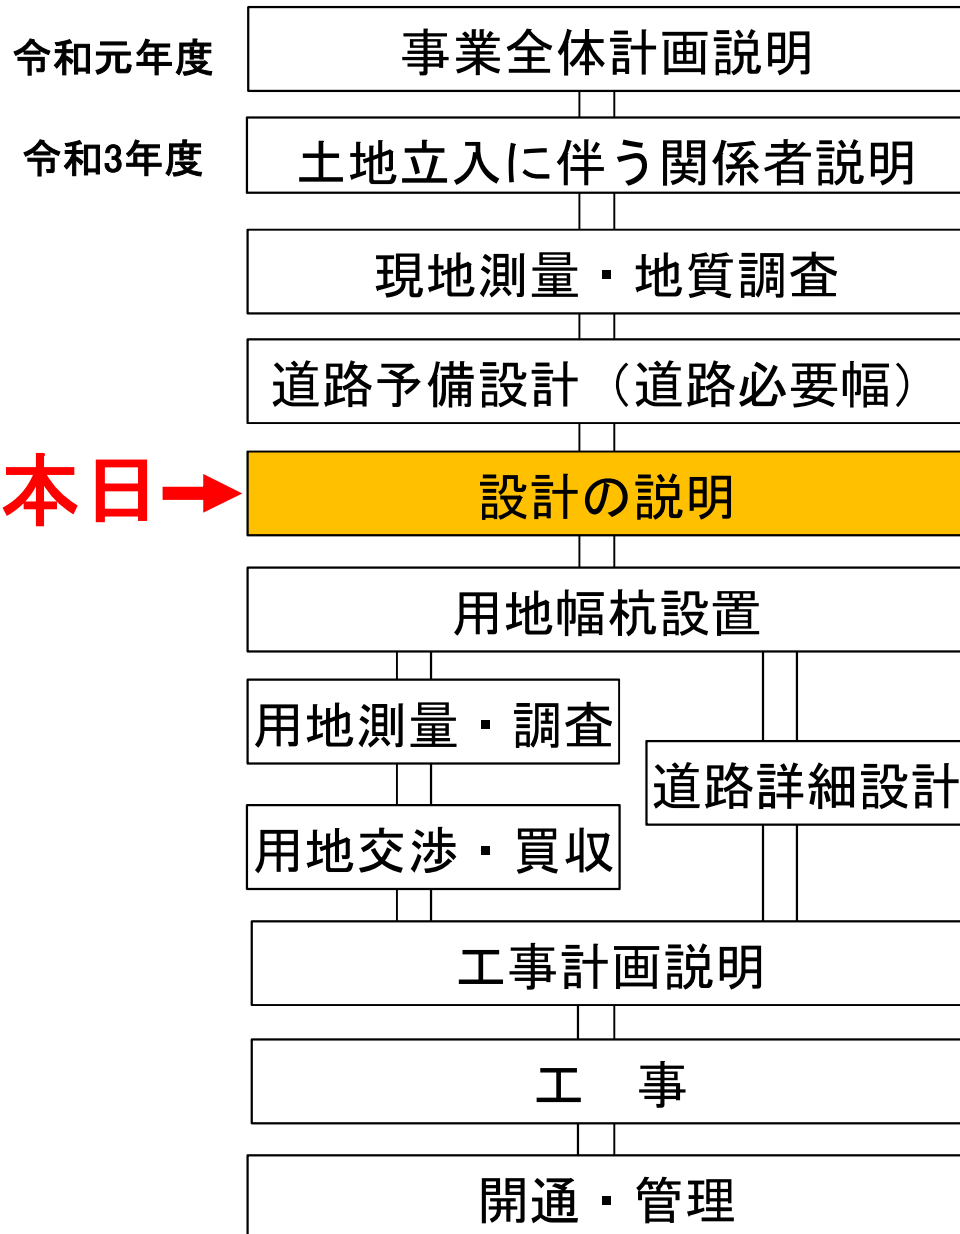 令和元年度
事業全体計画説明
令和3年度
土地立入に伴う関係者説明
現地測量・地質調査
道路予備設計（道路必要幅）
本日
設計の説明
用地幅杭設置
用地測量・調査
道路詳細設計
用地交渉・買収
工事計画説明
工　事
開通・管理